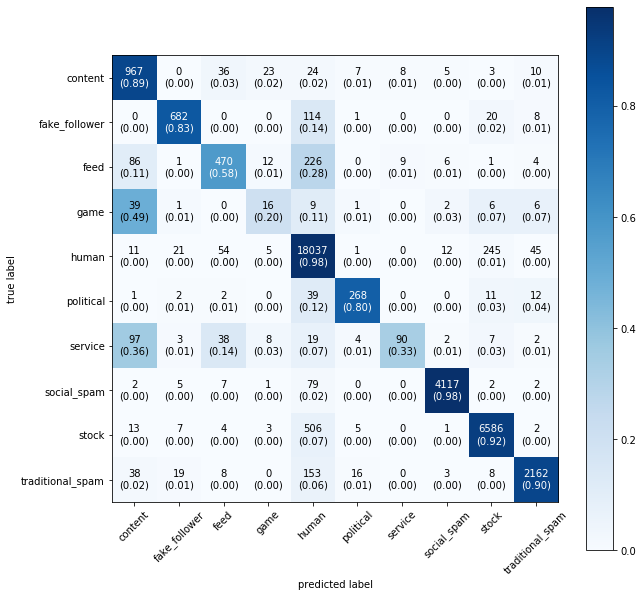 content 967 0 36 23 24 7 8 5 3 10
(0.89) (0.00) (0.03) (0.02) (0.02) (0.01) (0.01) (0.00) (0.00) (0.01)
fake_follower 0 682 0 0 114 1 0 0 20 8
(0.00) (0.83) (0.00) (0.00) (0.14) (0.00) (0.00) (0.00) (0.02) (0.01)
feed 86 1 470 12 226 0 9 6 1 4
(0.11) (0.00) (0.58) (0.01) (0.28) (0.00) (0.01) (0.01) (0.00) (0.00)
game 39 1 0 16 9 1 0 2 6 6
(0.49) (0.01) (0.00) (0.20) (0.11) (0.01) (0.00) (0.03) (0.07) (0.07)
human 11 21 54 5 18037 1 0 12 245 45
(0.00) (0.00) (0.00) (0.00) (0.98) (0.00) (0.00) (0.00) (0.01) (0.00)
political 1 2 2 0 39 268 0 0 11 12
(0.00) (0.01) (0.01) (0.00) (0.12) (0.80) (0.00) (0.00) (0.03) (0.04)
service 97 3 38 8 19 4 90 2 7 2
(0.36) (0.01) (0.14) (0.03) (0.07) (0.01) (0.33) (0.01) (0.03) (0.01)
social_spam 2 5 7 1 79 0 0 4117 2 2
(0.00) (0.00) (0.00) (0.00) (0.02) (0.00) (0.00) (0.98) (0.00) (0.00)
stock 13 7 4 3 506 5 0 1 6586 2
(0.00) (0.00) (0.00) (0.00) (0.07) (0.00) (0.00) (0.00) (0.92) (0.00)
traditional_spam 38 19 8 0 153 16 0 3 8 2162
(0.02) (0.01) (0.00) (0.00) (0.06) (0.01) (0.00) (0.00) (0.00) (0.90)
content fake_follower feed game human political service social_spam stock traditional_spam
predicted label
true label
0.8
0.6
0.4
0.2
0.0